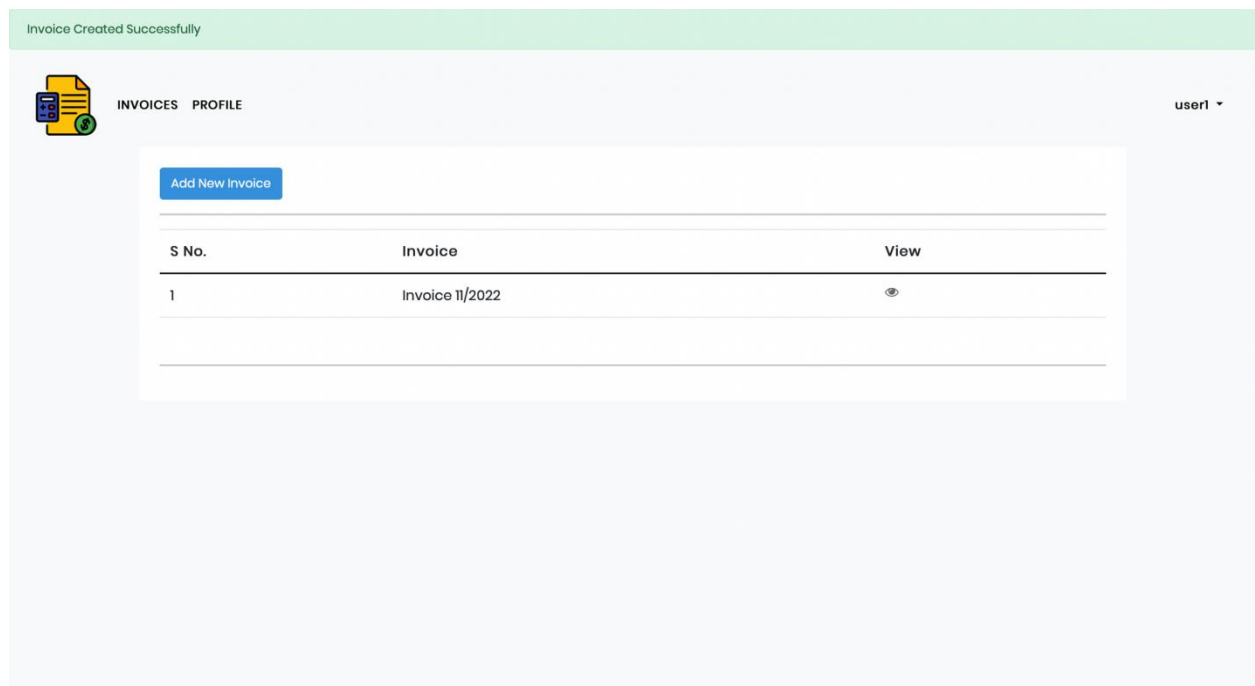 Invoice Created Successfully
INVOICES PROFILE
user1
Add New Invoice
S No. Invoice View
1 Invoice 11/2022